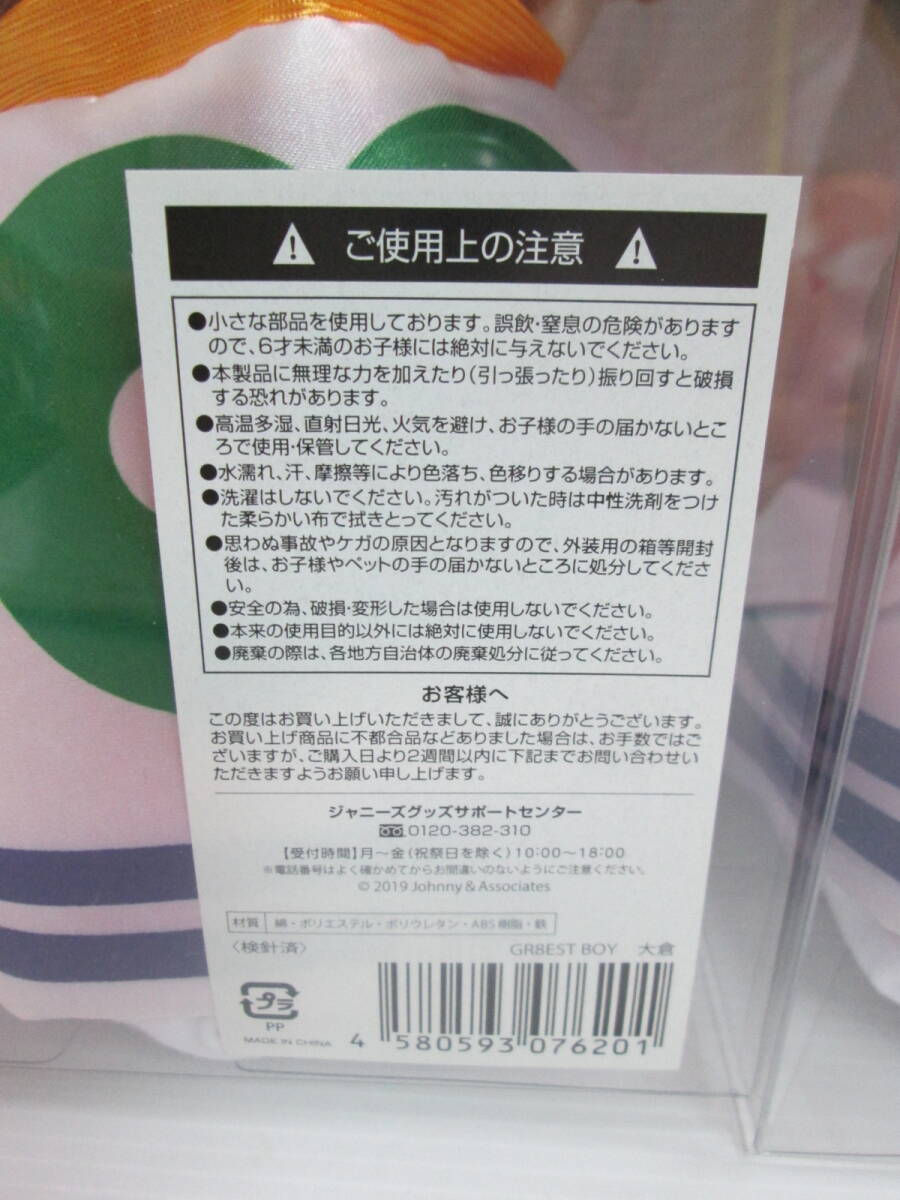 ご使用上の注意
●小さな部品を使用しております。誤飲・窒息の危険があります
ので、6才未満のお子様には絶対に与えないでください。
●本製品に無理な力を加えたり(引っ張ったり)振り回すと破損
する恐れがあります。
●高温多湿、直射日光、火気を避け、お子様の手の届かないとこ
ろで使用・保管してください。
●水濡れ、汗、摩擦等により色落ち、色移りする場合があります。
●洗濯はしないでください。汚れがついた時は中性洗剤をつけ
た柔らかい布で拭きとってください。
●思わぬ事故やケガの原因となりますので、外装用の箱等開封
後は、お子様やペットの手の届かないところに処分してくださ
い。
●安全の為、破損・変形した場合は使用しないでください。
●本来の使用目的以外には絶対に使用しないでください。
●廃棄の際は、各地方自治体の廃棄処分に従ってください。
お客様へ
この度はお買い上げいただきまして、誠にありがとうございます。
お買い上げ商品に不都合品などありました場合は、お手数ではご
ざいますが、ご購入日より2週間以内に下記までお問い合わせい
ただきますようお願い申し上げます。
ジャニーズグッズサポートセンター
0120-382-310
【受付時間】月〜金(祝祭日を除く)10:00〜18:00
※電話番号はよく確かめてからお間違いのないようにご注意ください。
© 2019 Johnny & Associates
材質 綿・ポリエステル・ポリウレタン・ABS樹脂・鉄
〈検針済〉 GR8EST BOY 大倉
プラ
PP
MADE IN CHINA
4 580593 076201